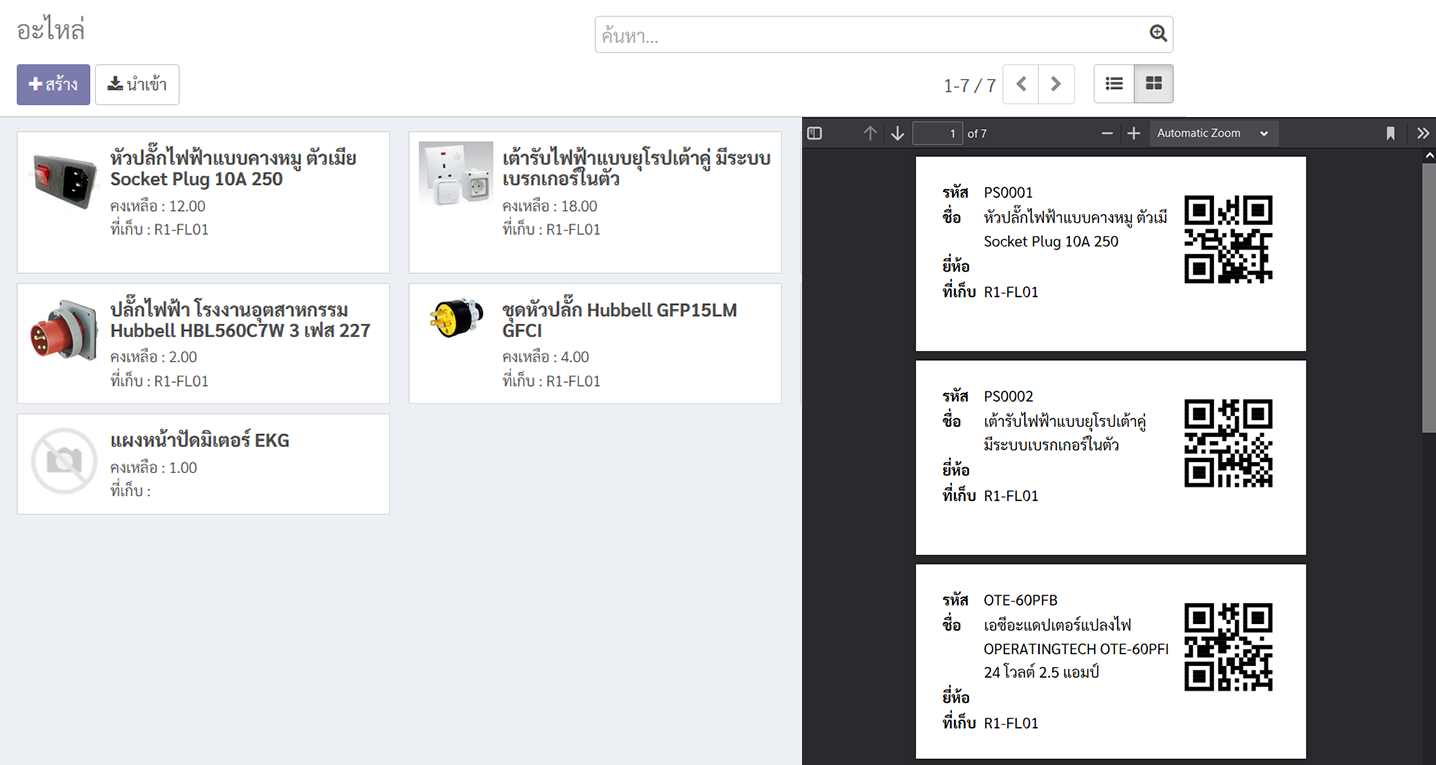 อะไหล่
ค้นหา...
สร้าง
นำเข้า
1-7 / 7
หัวปลั๊กไฟฟ้าแบบคางหมู ตัวเมีย
Socket Plug 10A 250
คงเหลือ : 12.00
ที่เก็บ : R1-FL01
เต้ารับไฟฟ้าแบบยุโรปเต้าคู่ มีระบบ
เบรกเกอร์ในตัว
คงเหลือ : 18.00
ที่เก็บ : R1-FL01
ปลั๊กไฟฟ้า โรงงานอุตสาหกรรม
Hubbell HBL560C7W 3 เฟส 227
คงเหลือ : 2.00
ที่เก็บ : R1-FL01
ชุดหัวปลั๊ก Hubbell GFP15LM
GFCI
คงเหลือ : 4.00
ที่เก็บ : R1-FL01
แผงหน้าปัดมิเตอร์ EKG
คงเหลือ : 1.00
ที่เก็บ :
1 of 7
Automatic Zoom
รหัส PS0001
ชื่อ หัวปลั๊กไฟฟ้าแบบคางหมู ตัวเมี
Socket Plug 10A 250
ยี่ห้อ
ที่เก็บ R1-FL01
รหัส PS0002
ชื่อ เต้ารับไฟฟ้าแบบยุโรปเต้าคู่
มีระบบเบรกเกอร์ในตัว
ยี่ห้อ
ที่เก็บ R1-FL01
รหัส OTE-60PFB
ชื่อ เอซีอะแดปเตอร์แปลงไฟ
OPERATINGTECH OTE-60PFI
24 โวลต์ 2.5 แอมป์
ยี่ห้อ
ที่เก็บ R1-FL01